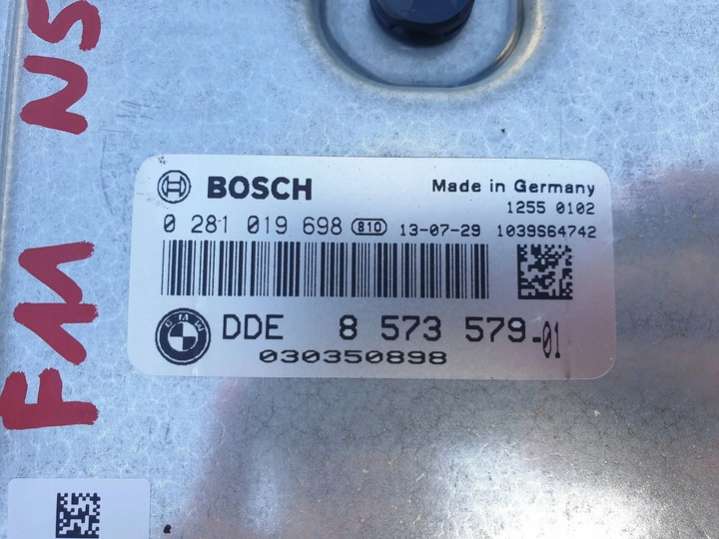 BOSCH Made in Germany
1255 0102
0 281 019 698 810 13-07-29 1039S64742
BMW DDE 8 573 579-01
030350898
F11 N5